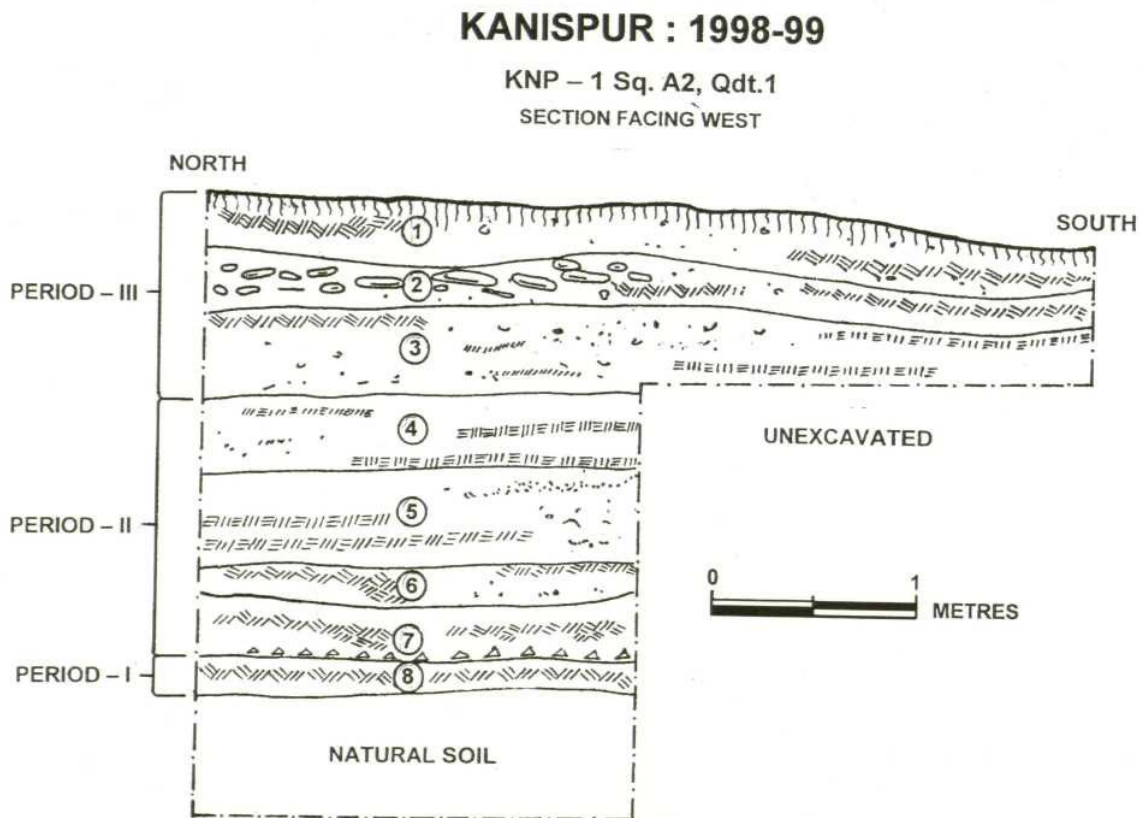 KANISPUR : 1998-99
KNP – 1 Sq. A2, Qdt.1
SECTION FACING WEST
NORTH
SOUTH
1
PERIOD – III
2
3
4
UNEXCAVATED
5
PERIOD – II
6
0 1
METRES
7
PERIOD – I
8
NATURAL SOIL